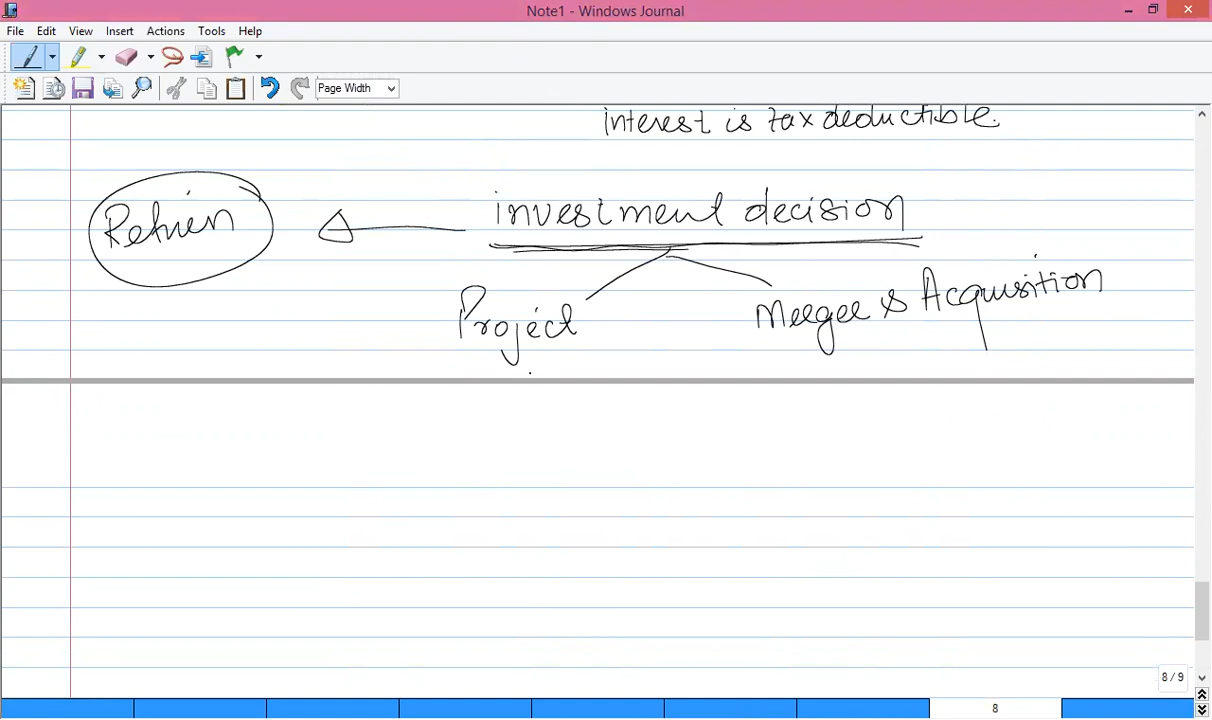 Note1 - Windows Journal
File Edit View Insert Actions Tools Help
Page Width
interest is tax deductible.
Return investment decision
Project Merger & Acquisition
8 / 9
8